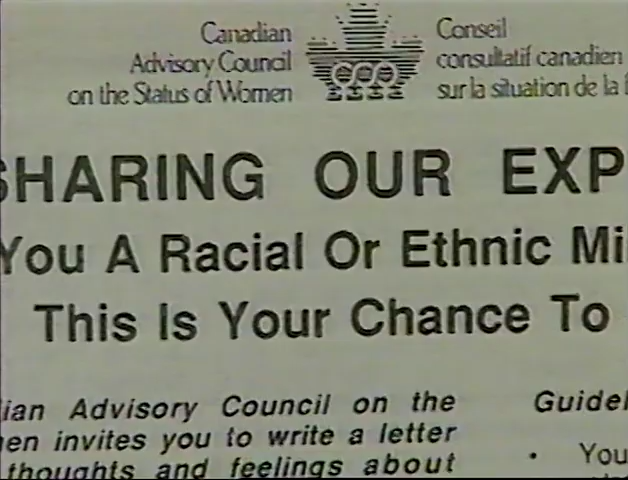 Canadian
Advisory Council
on the Status of Women
Conseil
consultatif canadien
sur la situation de la f
SHARING OUR EXP
You A Racial Or Ethnic Mi
This Is Your Chance To
ian Advisory Council on the
en invites you to write a letter
thoughts and feelings about
Guidel
• You